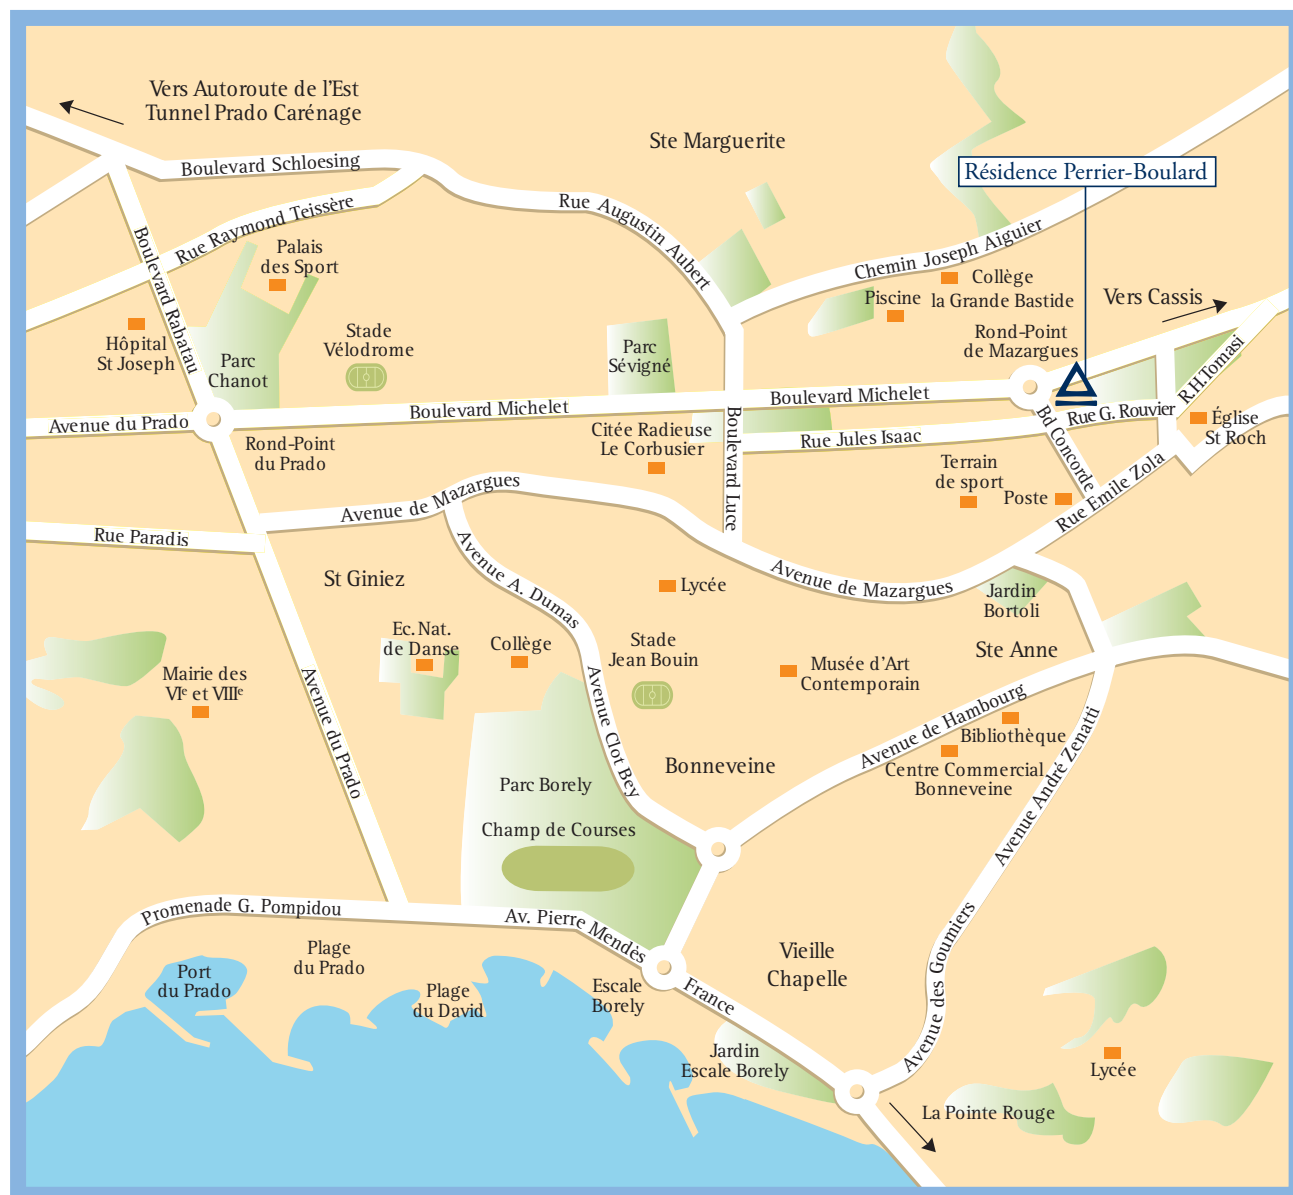 Vers Autoroute de l'Est
Tunnel Prado Carénage
Ste Marguerite
Boulevard Schloesing
Résidence Perrier-Boulard
Rue Raymond Teissère
Rue Augustin Aubert
Boulevard Rabatau
Palais
des Sport
Chemin Joseph Aiguier
Collège
la Grande Bastide
Piscine
Vers Cassis
Hôpital
St Joseph
Stade
Vélodrome
Parc
Chanot
Parc
Sévigné
Rond-Point
de Mazargues
R.H.Tomasi
Avenue du Prado
Boulevard Michelet
Boulevard Michelet
Rue G. Rouvier
Église
St Roch
Rond-Point
du Prado
Citée Radieuse
Le Corbusier
Boulevard Luce
Rue Jules Isaac
Bd Concorde
Terrain
de sport
Poste
Rue Emile Zola
Avenue de Mazargues
Rue Paradis
St Giniez
Avenue A. Dumas
Lycée
Avenue de Mazargues
Jardin
Bortoli
Ec. Nat.
de Danse
Collège
Stade
Jean Bouin
Ste Anne
Mairie des
VIe et VIIIe
Avenue du Prado
Avenue Clot Bey
Musée d'Art
Contemporain
Avenue de Hambourg
Bibliothèque
Centre Commercial
Bonneveine
Avenue André Zenatti
Bonneveine
Parc Borely
Champ de Courses
Promenade G. Pompidou
Av. Pierre Mendès
France
Plage
du Prado
Port
du Prado
Plage
du David
Escale
Borely
Vieille
Chapelle
Avenue des Goumiers
Jardin
Escale Borely
Lycée
La Pointe Rouge